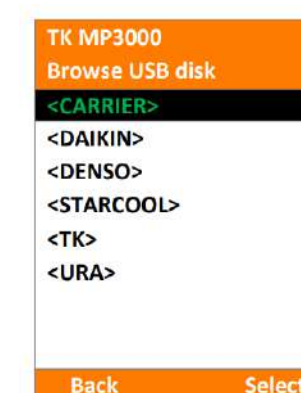 TK MP3000
Browse USB disk
<CARRIER>
<DAIKIN>
<DENSO>
<STARCOOL>
<TK>
<URA>
Back Select